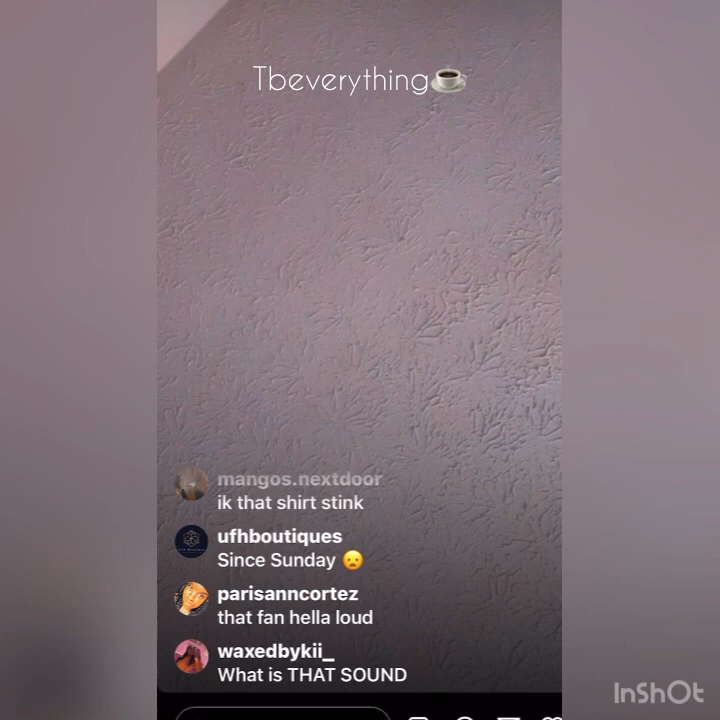 Tbeverything☕
mangos.nextdoor
ik that shirt stink
ufhboutiques
Since Sunday 😦
parisanncortez
that fan hella loud
waxedbykii_
What is THAT SOUND
InShOt